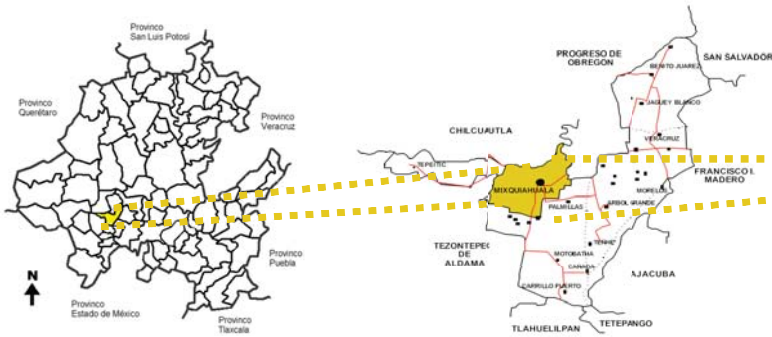 Provinco
San Luis Potosí
Provinco
Querétaro
Provinco
Veracruz
Provinco
Puebla
N
Provinco
Estado de México
Provinco
Tlaxcala
PROGRESO DE
OBREGON
SAN SALVADOR
BENITO JUAREZ
JAGUEY BLANCO
CHILCUAUTLA
VERACRUZ
TEPEITIC
FRANCISCO I.
MADERO
MIXQUIAHUALA
MORELOS
PALMILLAS
ARBOL GRANDE
TEZONTEPEC
DE
ALDAMA
TEÑHE
MOTOBATHA
CAÑADA
AJACUBA
CARRILLO PUERTO
TETEPANGO
TLAHUELILPAN